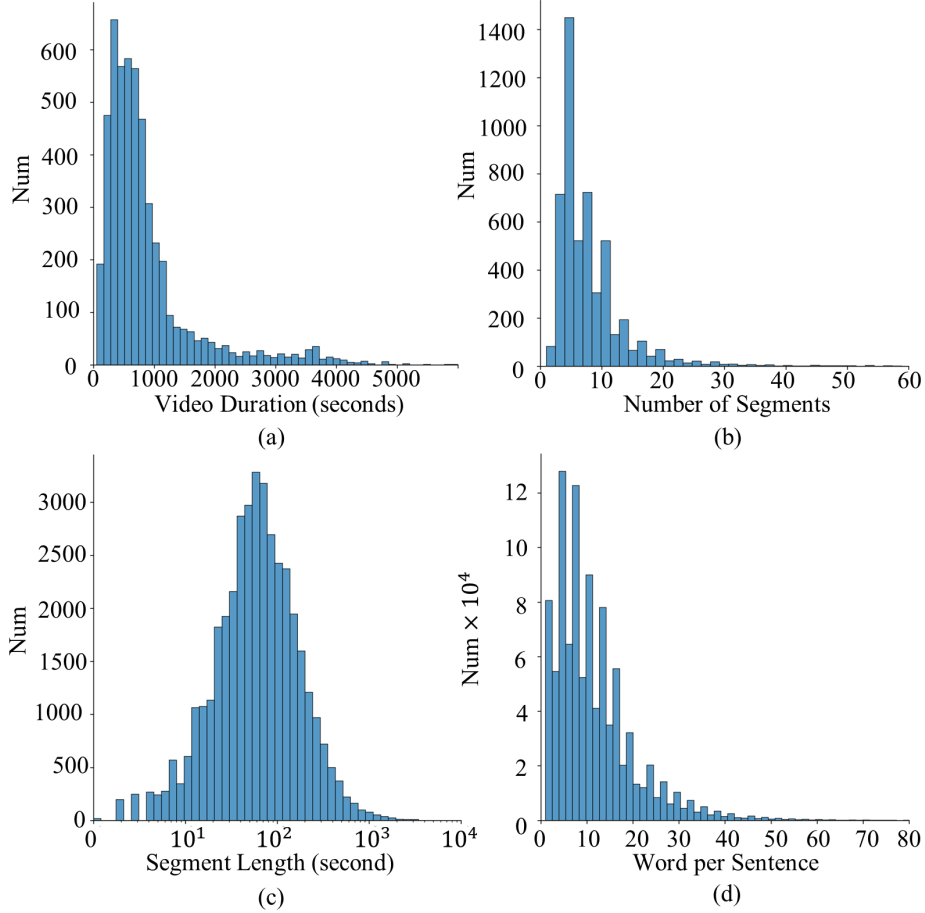 600
500
400
Num
300
200
100
0
0 1000 2000 3000 4000 5000
Video Duration (seconds)
(a)
1400
1200
1000
Num
800
600
400
200
0
0 10 20 30 40 50 60
Number of Segments
(b)
3000
2500
2000
Num
1500
1000
500
0
0 10¹ 10² 10³ 10⁴
Segment Length (second)
(c)
12
10
8
Num × 10⁴
6
4
2
0
0 10 20 30 40 50 60 70 80
Word per Sentence
(d)